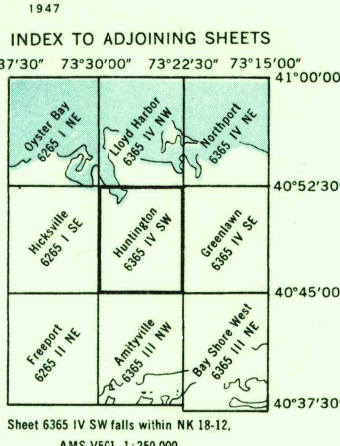 1947
INDEX TO ADJOINING SHEETS
37'30" 73°30'00" 73°22'30" 73°15'00"
41°00'00
Oyster Bay
6265 I NE
Lloyd Harbor
6365 IV NW
Northport
6365 IV NE
40°52'30
Hicksville
6265 I SE
Huntington
6365 IV SW
Greenlawn
6365 IV SE
40°45'00
Freeport
6265 II NE
Amityville
6365 III NW
Bay Shore West
6365 III NE
40°37'30
Sheet 6365 IV SW falls within NK 18-12,
AMS V501, 1:250,000